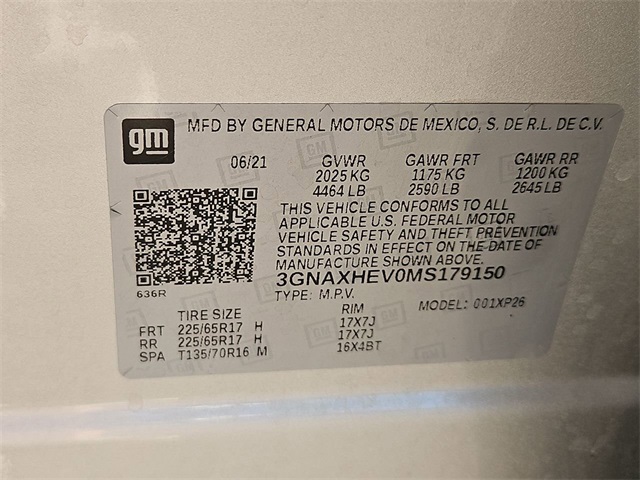 gm MFD BY GENERAL MOTORS DE MEXICO, S. DE R.L. DE C.V.
06/21 GVWR GAWR FRT GAWR RR
2025 KG 1175 KG 1200 KG
4464 LB 2590 LB 2645 LB
THIS VEHICLE CONFORMS TO ALL
APPLICABLE U.S. FEDERAL MOTOR
VEHICLE SAFETY AND THEFT PREVENTION
STANDARDS IN EFFECT ON THE DATE OF
MANUFACTURE SHOWN ABOVE.
3GNAXHEV0MS179150
636R
TYPE: M.P.V. MODEL: 001XP26
TIRE SIZE RIM
FRT 225/65R17 H 17X7J
RR 225/65R17 H 17X7J
SPA T135/70R16 M 16X4BT